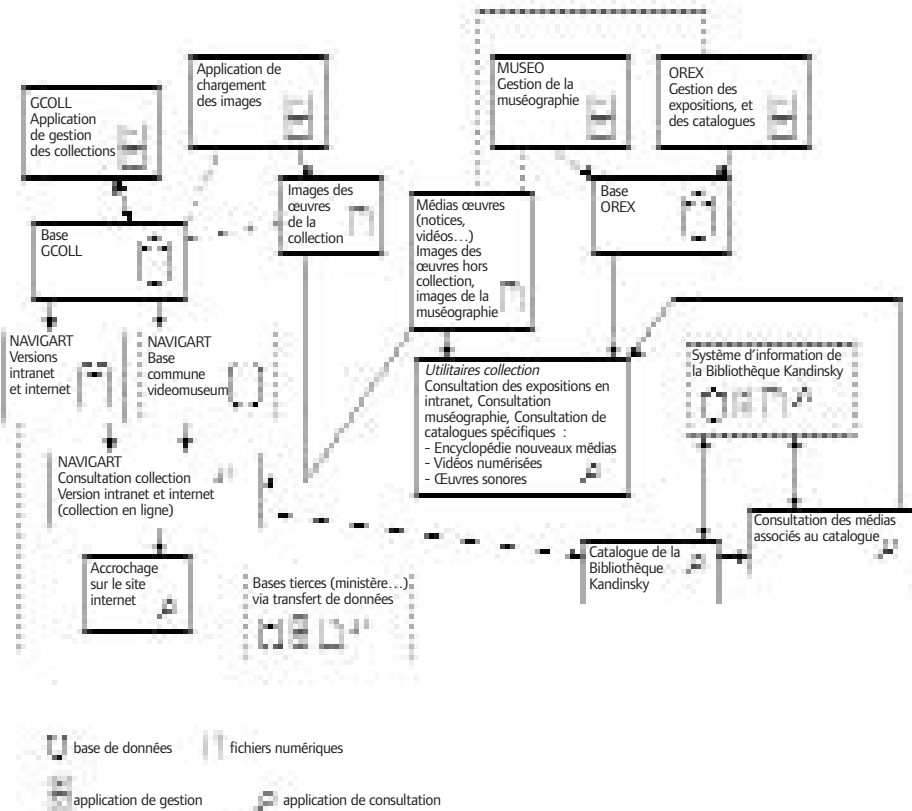 GCOLL
Application
de gestion
des collections
Application de
chargement
des images
MUSEO
Gestion de la
muséographie
OREX
Gestion des
expositions, et
des catalogues
Base
GCOLL
Images des
œuvres
de la
collection
Médias œuvres
(notices,
vidéos…)
Images des
œuvres hors
collection,
images de la
muséographie
Base
OREX
NAVIGART
Versions
intranet
et internet
NAVIGART
Base
commune
videomuseum
Utilitaires collection
Consultation des expositions en
intranet, Consultation
muséographie, Consultation de
catalogues spécifiques :
- Encyclopédie nouveaux médias
- Vidéos numérisées
- Œuvres sonores
Système d'information de
la Bibliothèque Kandinsky
NAVIGART
Consultation collection
Version intranet et internet
(collection en ligne)
Accrochage
sur le site
internet
Bases tierces (ministère…)
via transfert de données
Catalogue de la
Bibliothèque
Kandinsky
Consultation des médias
associés au catalogue
base de données
fichiers numériques
application de gestion
application de consultation